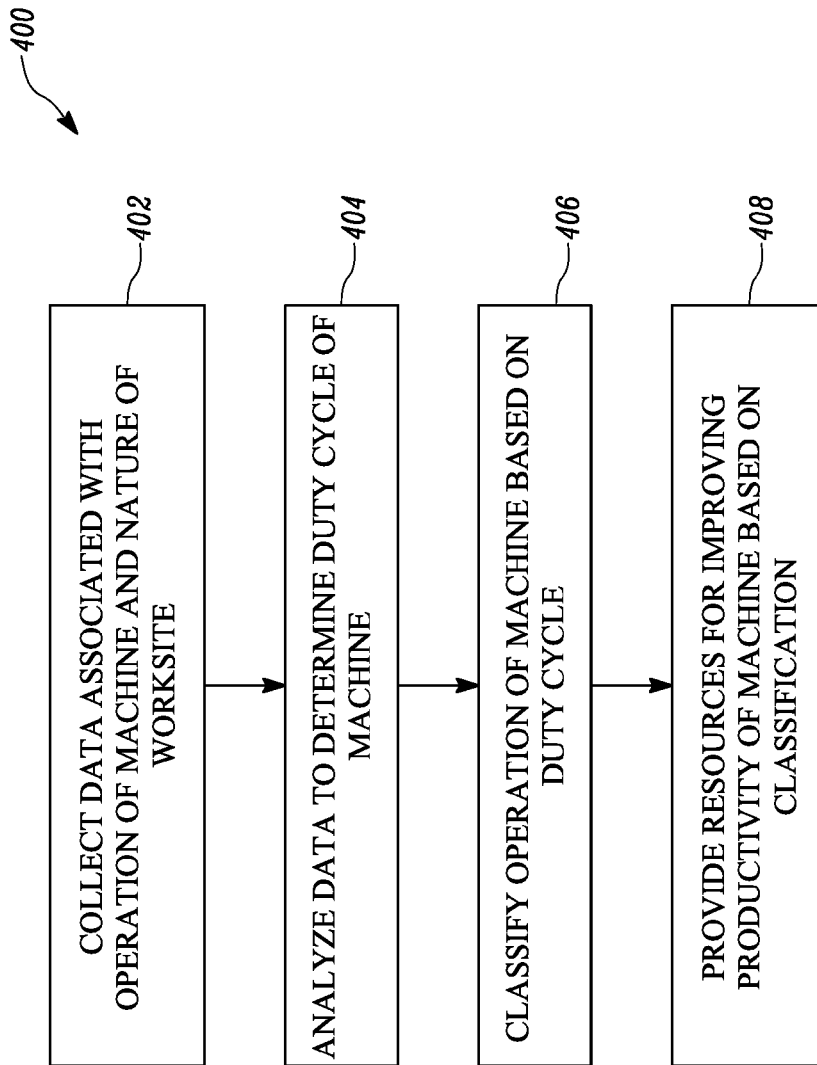 400
402
COLLECT DATA ASSOCIATED WITH
OPERATION OF MACHINE AND NATURE OF
WORKSITE
404
ANALYZE DATA TO DETERMINE DUTY CYCLE OF
MACHINE
406
CLASSIFY OPERATION OF MACHINE BASED ON
DUTY CYCLE
408
PROVIDE RESOURCES FOR IMPROVING
PRODUCTIVITY OF MACHINE BASED ON
CLASSIFICATION